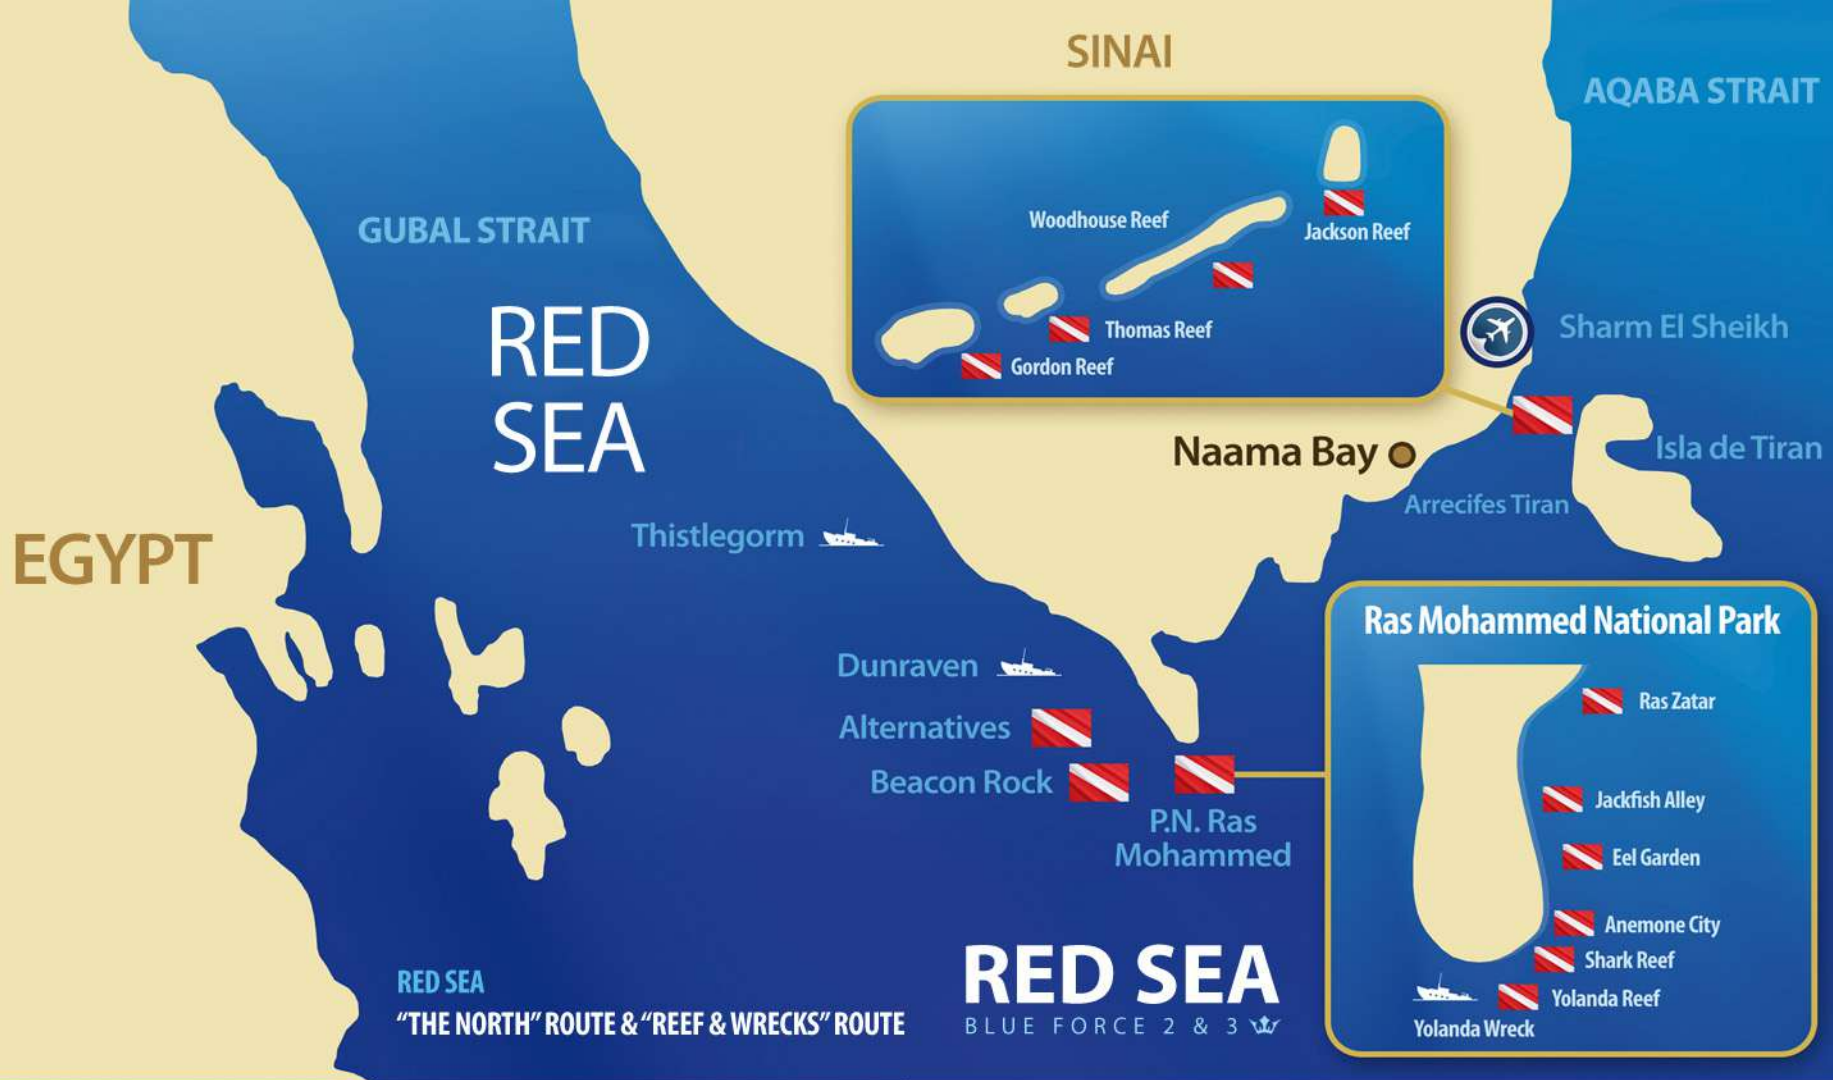 SINAI
AQABA STRAIT
GUBAL STRAIT
RED
SEA
Woodhouse Reef
Jackson Reef
Thomas Reef
Gordon Reef
Sharm El Sheikh
Naama Bay
Isla de Tiran
Arrecifes Tiran
EGYPT
Thistlegorm
Dunraven
Alternatives
Beacon Rock
P.N. Ras
Mohammed
Ras Mohammed National Park
Ras Zatar
Jackfish Alley
Eel Garden
Anemone City
Shark Reef
Yolanda Reef
Yolanda Wreck
RED SEA
"THE NORTH" ROUTE & "REEF & WRECKS" ROUTE
RED SEA
BLUE FORCE 2 & 3